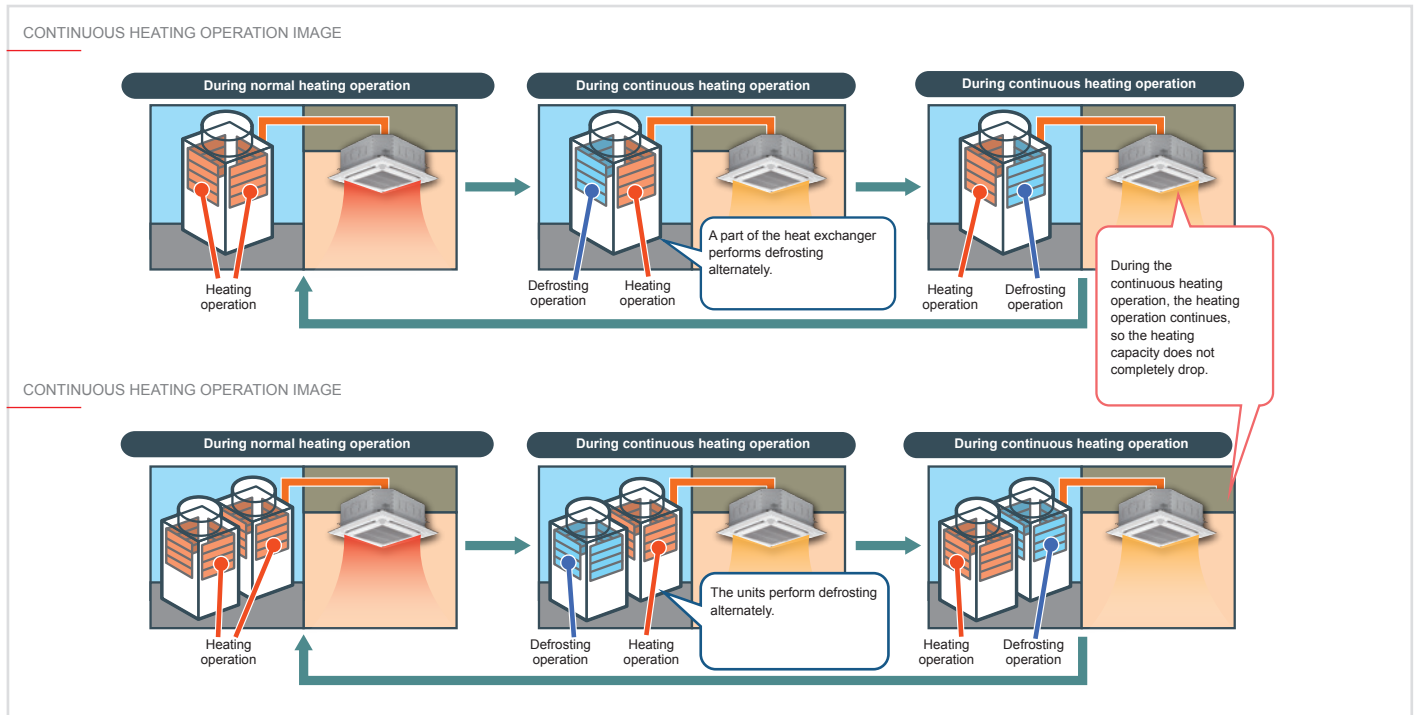 CONTINUOUS HEATING OPERATION IMAGE
During normal heating operation
During continuous heating operation
During continuous heating operation
Heating
operation
Defrosting
operation
Heating
operation
A part of the heat exchanger
performs defrosting
alternately.
Heating
operation
Defrosting
operation
During the
continuous heating
operation, the heating
operation continues,
so the heating
capacity does not
completely drop.
CONTINUOUS HEATING OPERATION IMAGE
During normal heating operation
During continuous heating operation
During continuous heating operation
Heating
operation
Defrosting
operation
Heating
operation
The units perform defrosting
alternately.
Heating
operation
Defrosting
operation